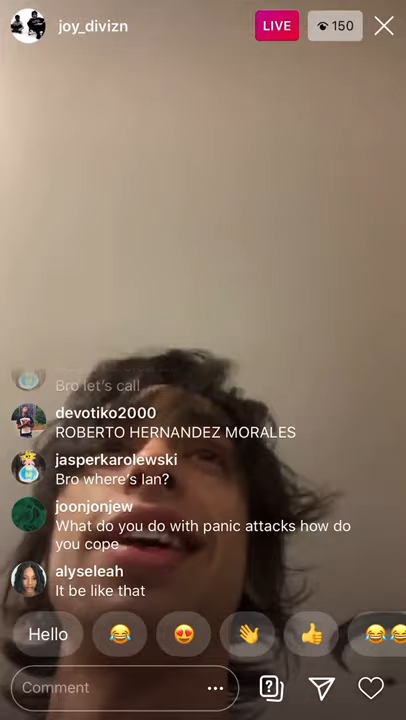 joy_divizn
LIVE
150
Bro let's call
devotiko2000
ROBERTO HERNANDEZ MORALES
jasperkarolewski
Bro where's Ian?
joonjonjew
What do you do with panic attacks how do
you cope
alyseleah
It be like that
Hello
Comment